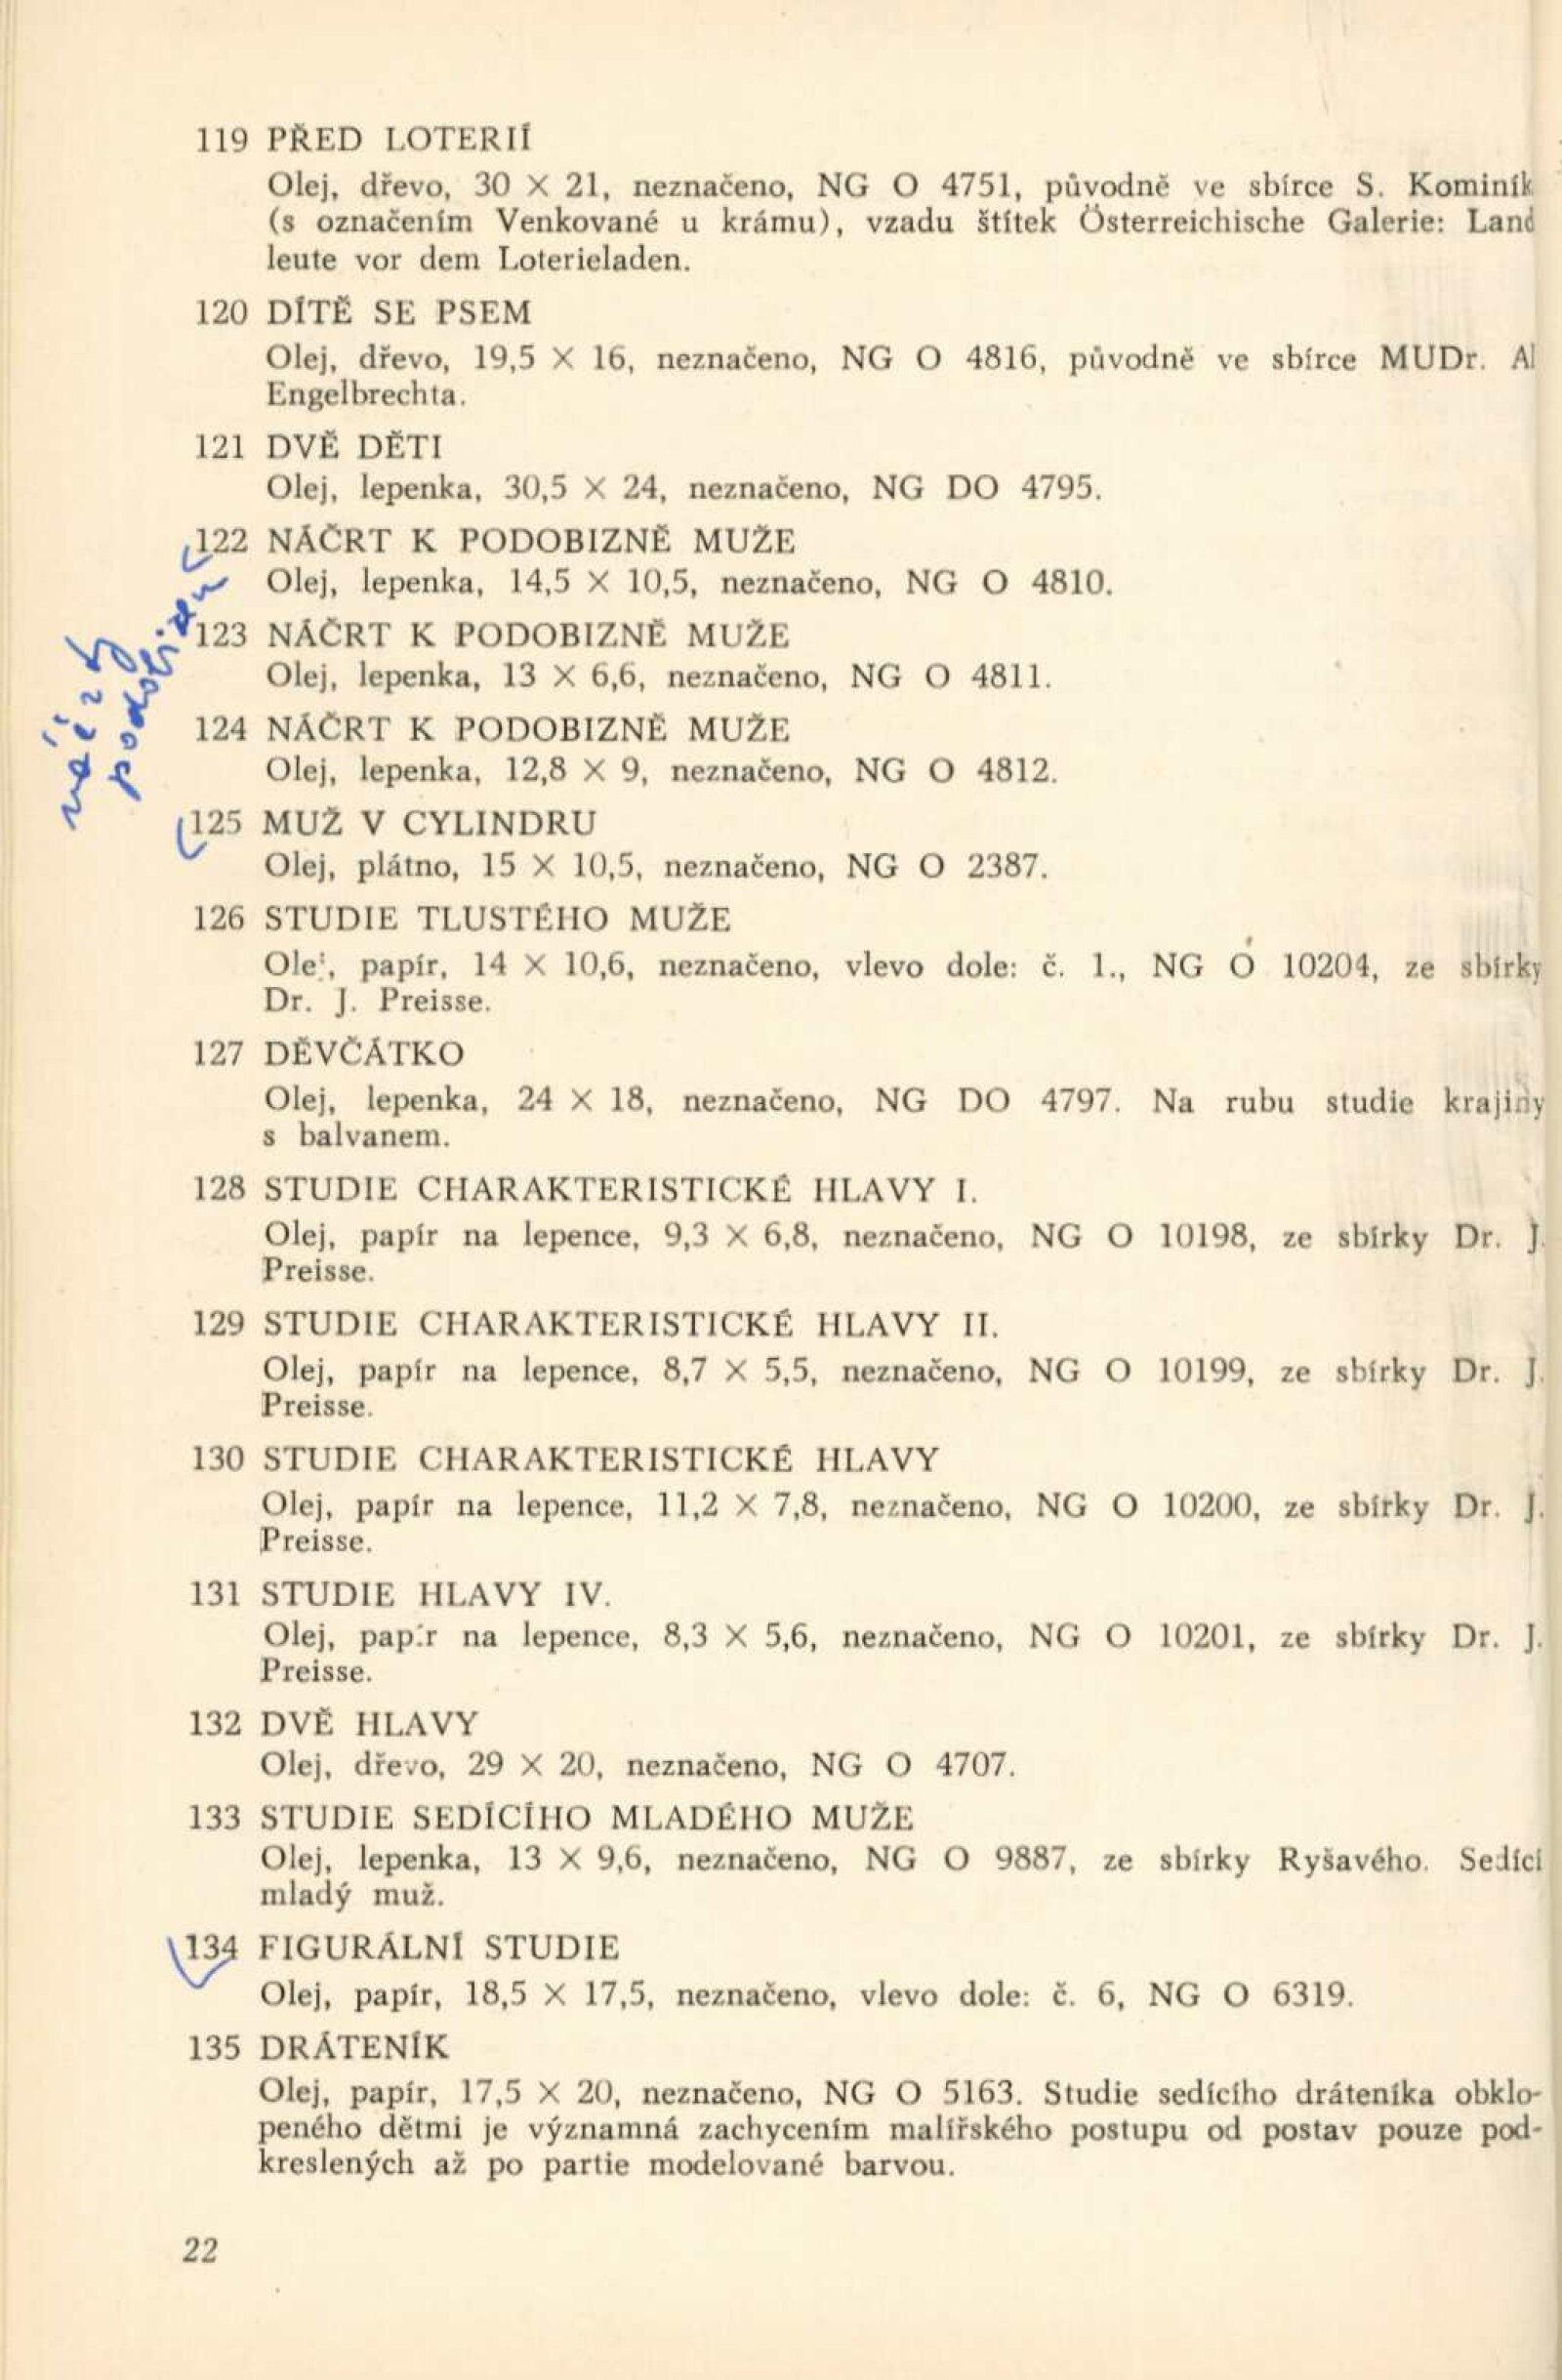 119 PŘED LOTERIÍ
Olej, dřevo, 30 × 21, neznačeno, NG O 4751, původně ve sbírce S. Kominík
(s označením Venkované u krámu), vzadu štítek Österreichische Galerie: Land
leute vor dem Loterieladen.
120 DÍTĚ SE PSEM
Olej, dřevo, 19,5 × 16, neznačeno, NG O 4816, původně ve sbírce MUDr. Al
Engelbrechta.
121 DVĚ DĚTI
Olej, lepenka, 30,5 × 24, neznačeno, NG DO 4795.
122 NÁČRT K PODOBIZNĚ MUŽE
Olej, lepenka, 14,5 × 10,5, neznačeno, NG O 4810.
123 NÁČRT K PODOBIZNĚ MUŽE
Olej, lepenka, 13 × 6,6, neznačeno, NG O 4811.
124 NÁČRT K PODOBIZNĚ MUŽE
Olej, lepenka, 12,8 × 9, neznačeno, NG O 4812.
125 MUŽ V CYLINDRU
Olej, plátno, 15 × 10,5, neznačeno, NG O 2387.
126 STUDIE TLUSTÉHO MUŽE
Olej, papír, 14 × 10,6, neznačeno, vlevo dole: č. 1., NG O 10204, ze sbírky
Dr. J. Preisse.
127 DĚVČÁTKO
Olej, lepenka, 24 × 18, neznačeno, NG DO 4797. Na rubu studie krajiny
s balvanem.
128 STUDIE CHARAKTERISTICKÉ HLAVY I.
Olej, papír na lepence, 9,3 × 6,8, neznačeno, NG O 10198, ze sbírky Dr. J.
Preisse.
129 STUDIE CHARAKTERISTICKÉ HLAVY II.
Olej, papír na lepence, 8,7 × 5,5, neznačeno, NG O 10199, ze sbírky Dr. J.
Preisse.
130 STUDIE CHARAKTERISTICKÉ HLAVY
Olej, papír na lepence, 11,2 × 7,8, neznačeno, NG O 10200, ze sbírky Dr. J.
Preisse.
131 STUDIE HLAVY IV.
Olej, papír na lepence, 8,3 × 5,6, neznačeno, NG O 10201, ze sbírky Dr. J.
Preisse.
132 DVĚ HLAVY
Olej, dřevo, 29 × 20, neznačeno, NG O 4707.
133 STUDIE SEDÍCÍHO MLADÉHO MUŽE
Olej, lepenka, 13 × 9,6, neznačeno, NG O 9887, ze sbírky Ryšavého. Sedící
mladý muž.
134 FIGURÁLNÍ STUDIE
Olej, papír, 18,5 × 17,5, neznačeno, vlevo dole: č. 6, NG O 6319.
135 DRÁTENÍK
Olej, papír, 17,5 × 20, neznačeno, NG O 5163. Studie sedícího dráteníka obklo-
peného dětmi je významná zachycením malířského postupu od postav pouze pod-
kreslených až po partie modelované barvou.
22